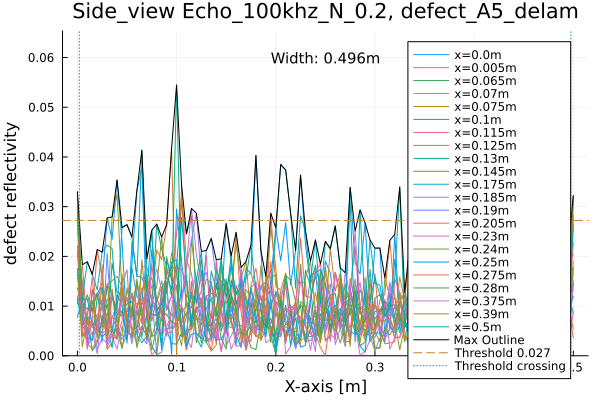 Side_view Echo_100khz_N_0.2, defect_A5_delam
Width: 0.496m
defect reflectivity
0.06
0.05
0.04
0.03
0.02
0.01
0.00
0.0
0.1
0.2
0.3
.5
X-axis [m]
x=0.0m
x=0.005m
x=0.065m
x=0.07m
x=0.075m
x=0.1m
x=0.115m
x=0.125m
x=0.13m
x=0.145m
x=0.175m
x=0.185m
x=0.19m
x=0.205m
x=0.23m
x=0.24m
x=0.25m
x=0.275m
x=0.28m
x=0.375m
x=0.39m
x=0.5m
Max Outline
Threshold 0.027
Threshold crossing